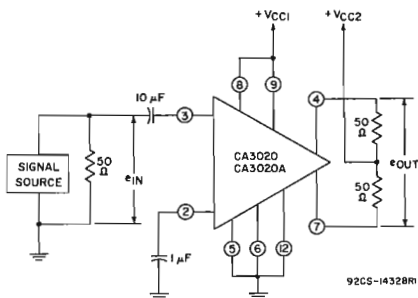 +VCC1
+VCC2
10 µF
8
9
4
3
50
Ω
CA3020
CA3020A
SIGNAL
SOURCE
50
Ω
eIN
eOUT
50
Ω
2
7
1 µF
5
6
12
92CS-14328R1